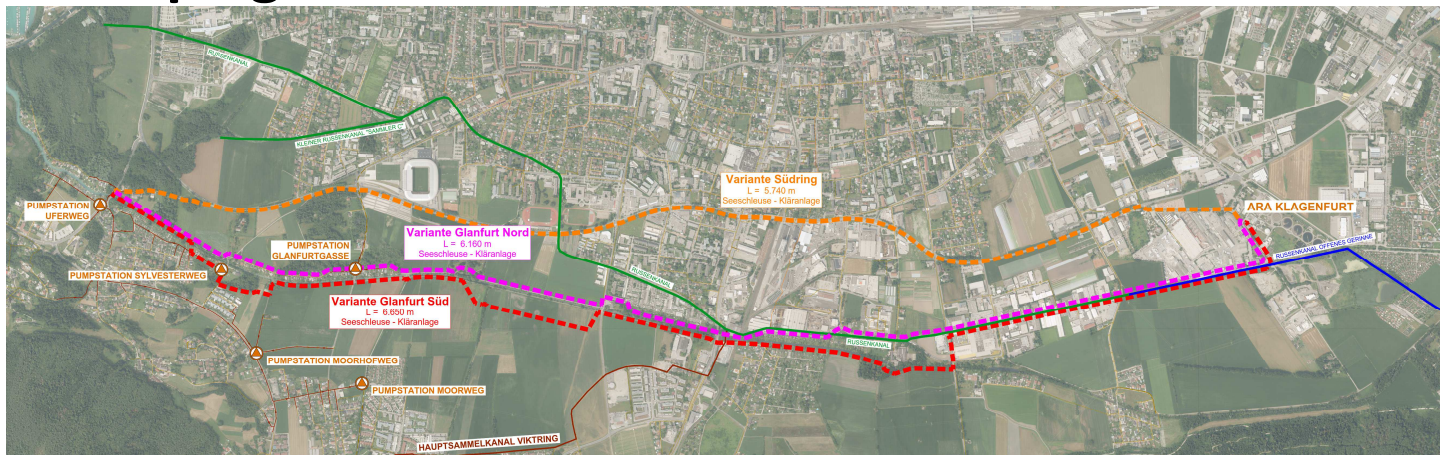 RUSSENKANAL
KLEINER RUSSENKANAL "SAMMLER C"
Variante Südring
L = 5.740 m
Seeschleuse - Kläranlage
PUMPSTATION
UFERWEG
ARA KLAGENFURT
Variante Glanfurt Nord
L = 6.160 m
Seeschleuse - Kläranlage
PUMPSTATION
GLANFURTGASSE
RUSSENKANAL OFFENES GERINNE
PUMPSTATION SYLVESTERWEG
RUSSENKANAL
Variante Glanfurt Süd
L = 6.650 m
Seeschleuse - Kläranlage
RUSSENKANAL
PUMPSTATION MOORHOFWEG
PUMPSTATION MOORWEG
HAUPTSAMMELKANAL VIKTRING